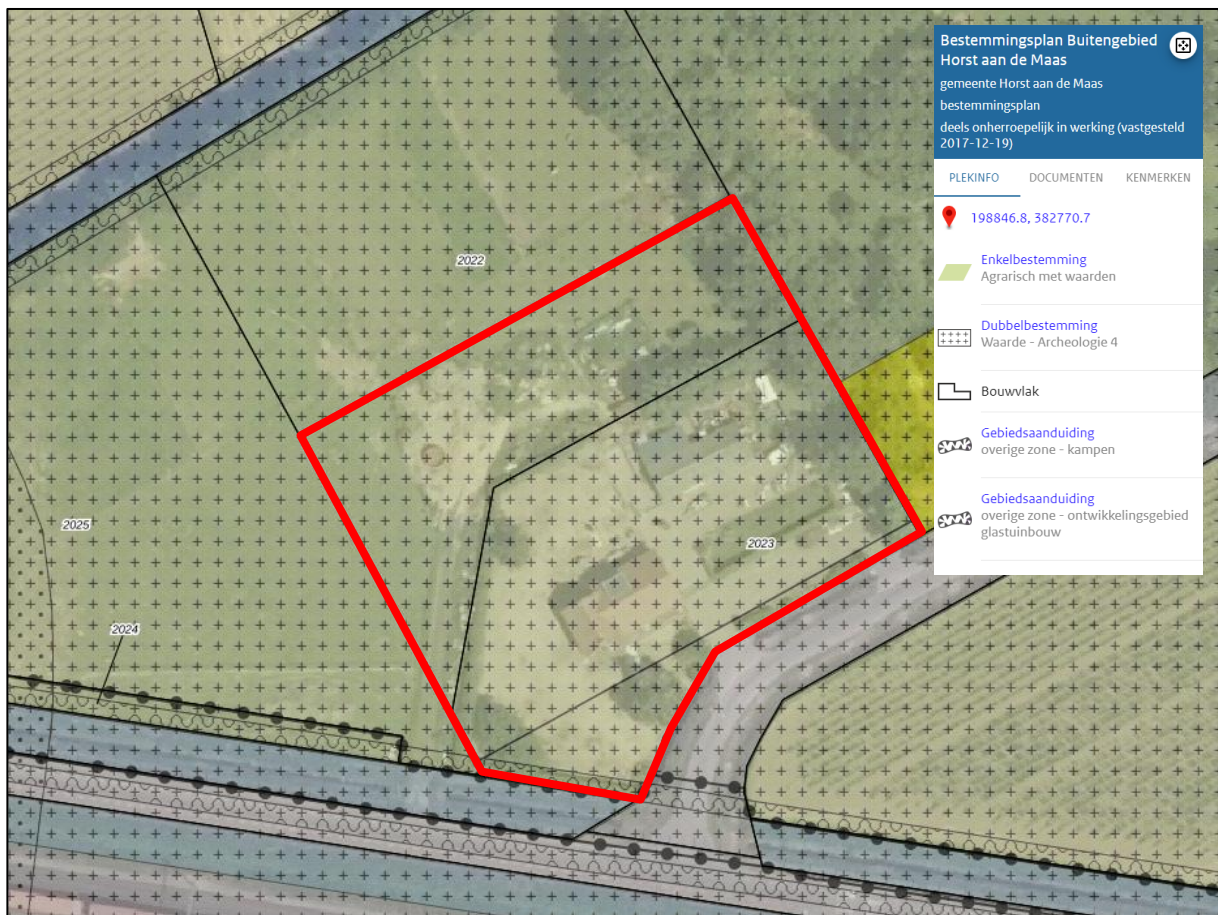 Bestemmingsplan Buitengebied
Horst aan de Maas
gemeente Horst aan de Maas
bestemmingsplan
deels onherroepelijk in werking (vastgesteld
2017-12-19)
PLEKINFO DOCUMENTEN KENMERKEN
198846.8, 382770.7
Enkelbestemming
Agrarisch met waarden
Dubbelbestemming
Waarde - Archeologie 4
Bouwvlak
Gebiedsaanduiding
overige zone - kampen
Gebiedsaanduiding
overige zone - ontwikkelingsgebied
glastuinbouw
2022
2025
2023
2024